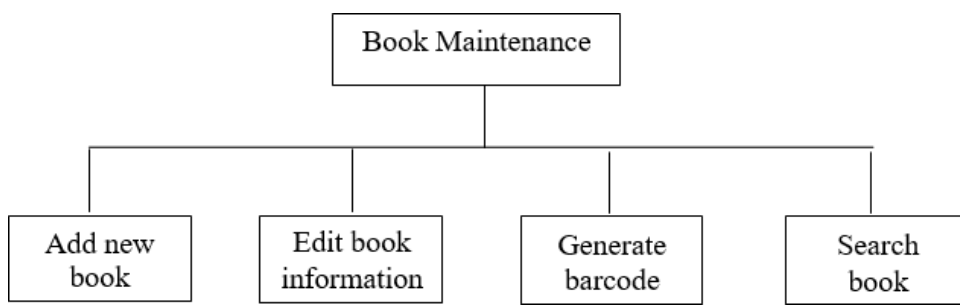 Book Maintenance
Add new
book
Edit book
information
Generate
barcode
Search
book